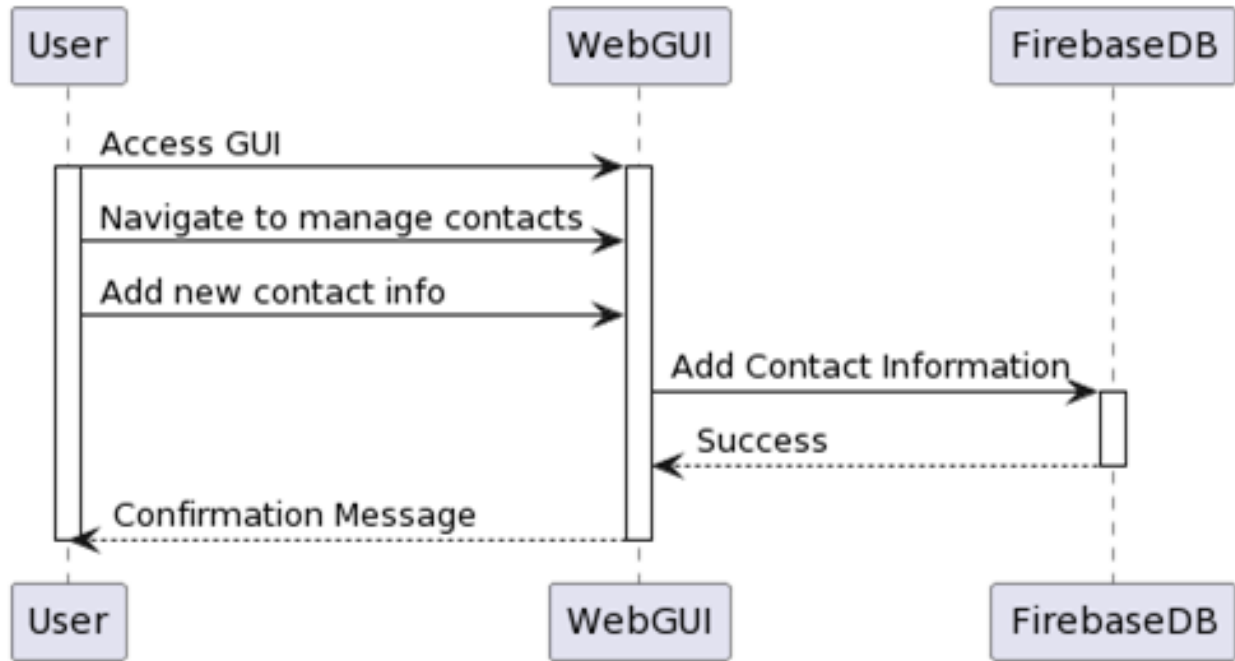 User WebGUI FirebaseDB
Access GUI
Navigate to manage contacts
Add new contact info
Add Contact Information
Success
Confirmation Message
User WebGUI FirebaseDB